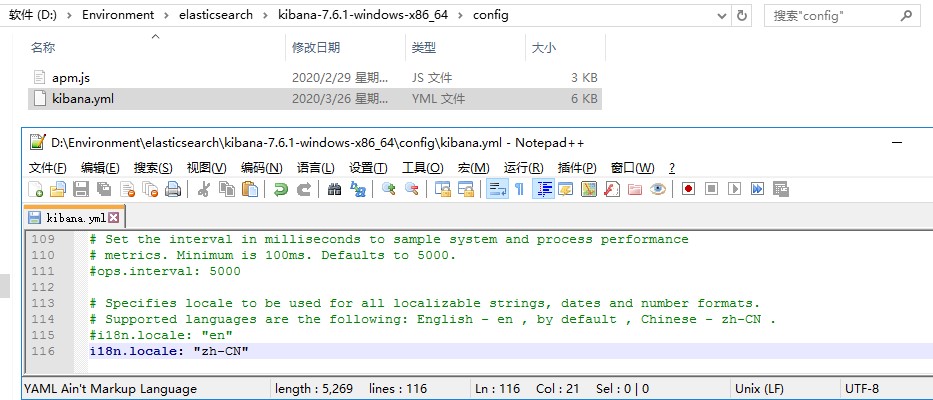 软件 (D:) > Environment > elasticsearch > kibana-7.6.1-windows-x86_64 > config
搜索"config"
名称 修改日期 类型 大小
apm.js 2020/2/29 星期... JS 文件 3 KB
kibana.yml 2020/3/26 星期... YML 文件 6 KB
D:\Environment\elasticsearch\kibana-7.6.1-windows-x86_64\config\kibana.yml - Notepad++
文件(F) 编辑(E) 搜索(S) 视图(V) 编码(N) 语言(L) 设置(T) 工具(O) 宏(M) 运行(R) 插件(P) 窗口(W) ?
kibana.yml
109 # Set the interval in milliseconds to sample system and process performance
110 # metrics. Minimum is 100ms. Defaults to 5000.
111 #ops.interval: 5000
112
113 # Specifies locale to be used for all localizable strings, dates and number formats.
114 # Supported languages are the following: English - en , by default , Chinese - zh-CN .
115 #i18n.locale: "en"
116 i18n.locale: "zh-CN"
YAML Ain't Markup Language length : 5,269 lines : 116 Ln : 116 Col : 21 Sel : 0 | 0 Unix (LF) UTF-8